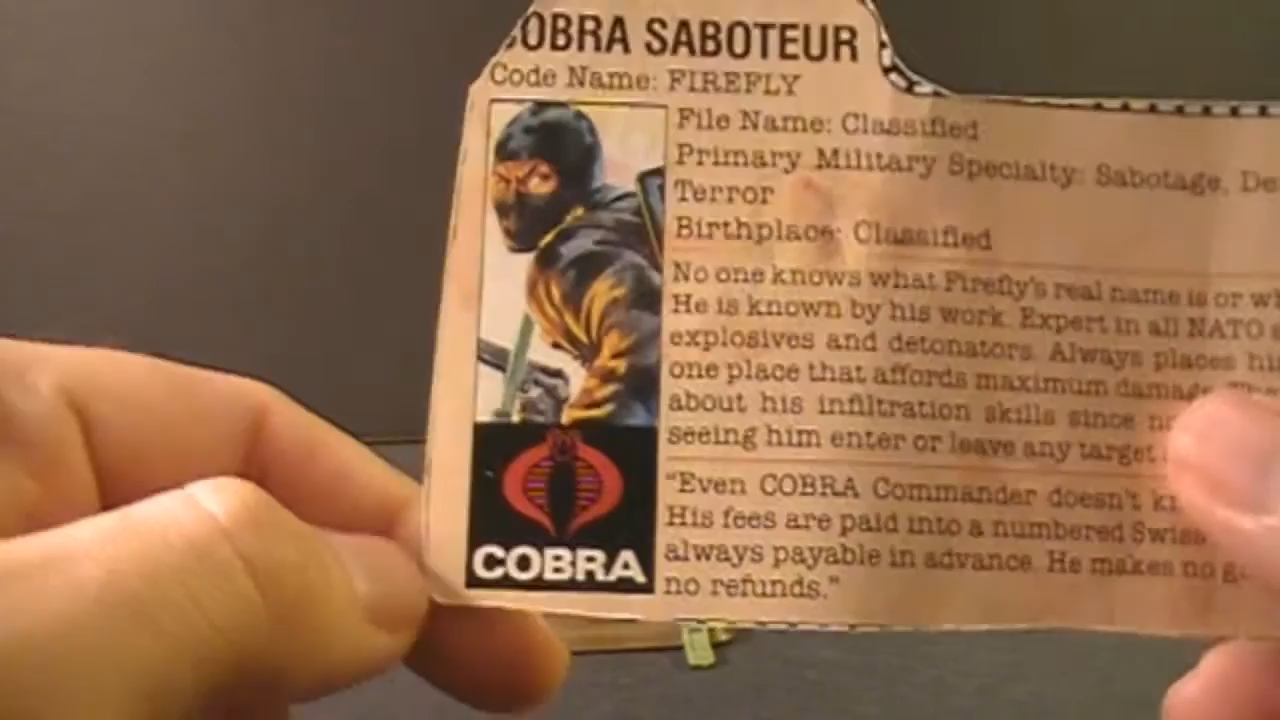 COBRA SABOTEUR
Code Name: FIREFLY
File Name: Classified
Primary Military Specialty: Sabotage,
Terror
Birthplace: Classified
No one knows what Firefly's real name is or
He is known by his work. Expert in all NATO
explosives and detonators. Always places
one place that affords maximum damage.
about his infiltration skills since
seeing him enter or leave any target
"Even COBRA Commander doesn't
His fees are paid into a numbered Swiss
always payable in advance. He makes no
no refunds."
COBRA